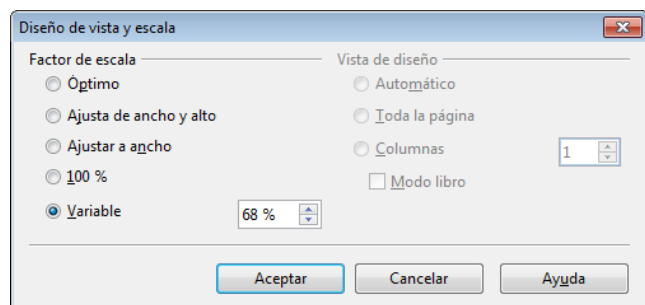 Diseño de vista y escala
Factor de escala
Óptimo
Ajusta de ancho y alto
Ajustar a ancho
100 %
Variable
68 %
Vista de diseño
Automático
Toda la página
Columnas
1
Modo libro
Aceptar
Cancelar
Ayuda